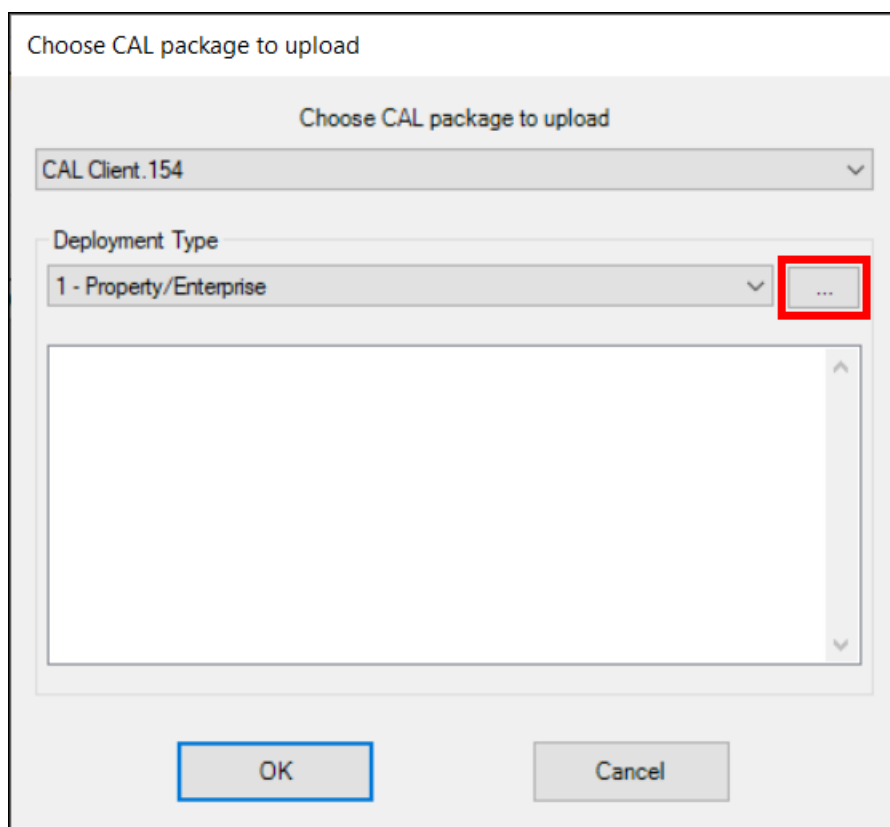 Choose CAL package to upload
Choose CAL package to upload
CAL Client.154
Deployment Type
1 - Property/Enterprise
...
OK
Cancel